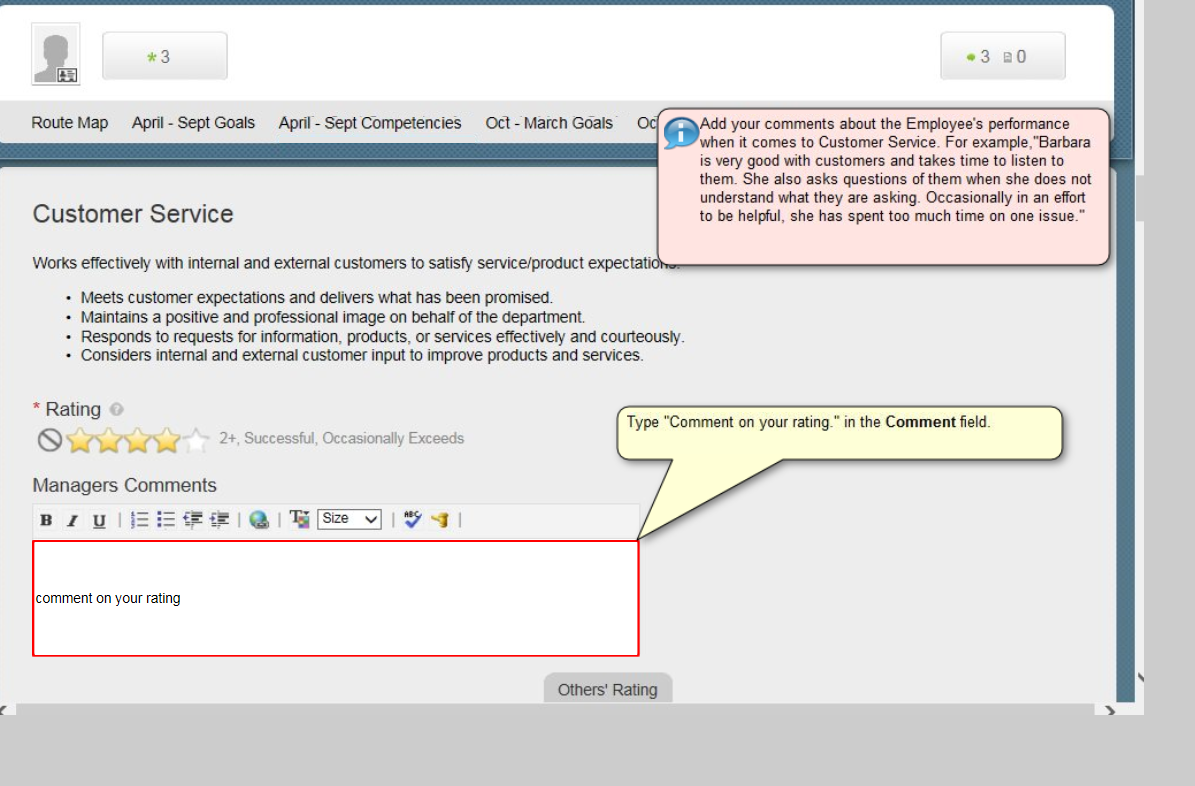 3
3 0
Route Map April - Sept Goals April - Sept Competencies Oct - March Goals Oc
Add your comments about the Employee's performance
when it comes to Customer Service. For example,"Barbara
is very good with customers and takes time to listen to
them. She also asks questions of them when she does not
understand what they are asking. Occasionally in an effort
to be helpful, she has spent too much time on one issue."
Customer Service
Works effectively with internal and external customers to satisfy service/product expectations.
• Meets customer expectations and delivers what has been promised.
• Maintains a positive and professional image on behalf of the department.
• Responds to requests for information, products, or services effectively and courteously.
• Considers internal and external customer input to improve products and services.
* Rating ?
2+, Successful, Occasionally Exceeds
Type "Comment on your rating." in the Comment field.
Managers Comments
B I U Size ABC
comment on your rating
Others' Rating